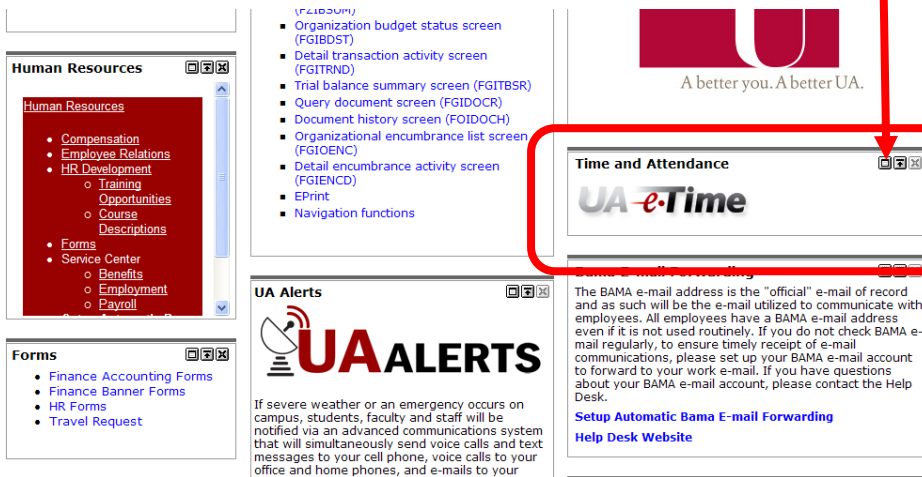 Human Resources
Human Resources
Compensation
Employee Relations
HR Development
Training
Opportunities
Course
Descriptions
Forms
Service Center
Benefits
Employment
Payroll
Forms
Finance Accounting Forms
Finance Banner Forms
HR Forms
Travel Request
(FZIBSUM)
Organization budget status screen
(FGIBDST)
Detail transaction activity screen
(FGITRND)
Trial balance summary screen (FGITBSR)
Query document screen (FGIDOCR)
Document history screen (FOIDOCH)
Organizational encumbrance list screen
(FGIOENC)
Detail encumbrance activity screen
(FGIENCD)
EPrint
Navigation functions
UA Alerts
UA ALERTS
If severe weather or an emergency occurs on
campus, students, faculty and staff will be
notified via an advanced communications system
that will simultaneously send voice calls and text
messages to your cell phone, voice calls to your
office and home phones, and e-mails to your
A better you. A better UA.
Time and Attendance
UA e•Time
Bama E-mail Forwarding
The BAMA e-mail address is the "official" e-mail of record
and as such will be the e-mail utilized to communicate with
employees. All employees have a BAMA e-mail address
even if it is not used routinely. If you do not check BAMA e-
mail regularly, to ensure timely receipt of e-mail
communications, please set up your BAMA e-mail account
to forward to your work e-mail. If you have questions
about your BAMA e-mail account, please contact the Help
Desk.
Setup Automatic Bama E-mail Forwarding
Help Desk Website